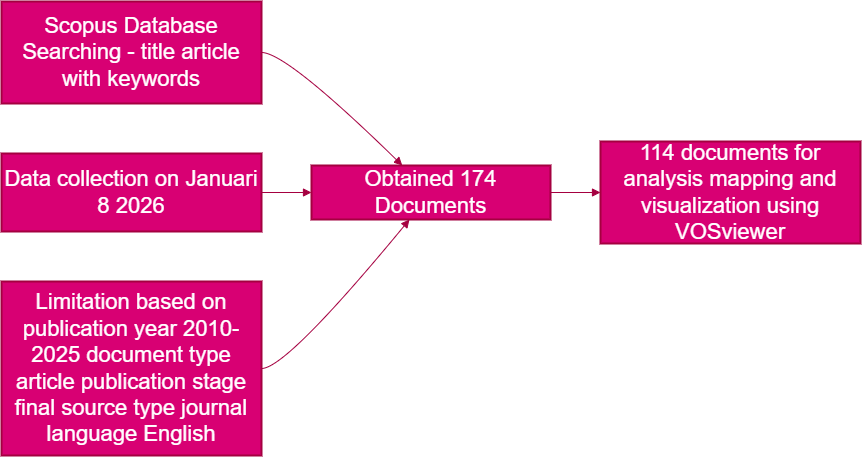 Scopus Database
Searching - title article
with keywords
Data collection on Januari
8 2026
Limitation based on
publication year 2010-
2025 document type
article publication stage
final source type journal
language English
Obtained 174
Documents
114 documents for
analysis mapping and
visualization using
VOSviewer